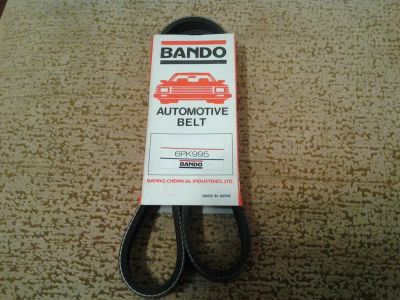 BANDO
AUTOMOTIVE
BELT
6PK995
BANDO
BANDO CHEMICAL INDUSTRIES, LTD.
MADE IN JAPAN